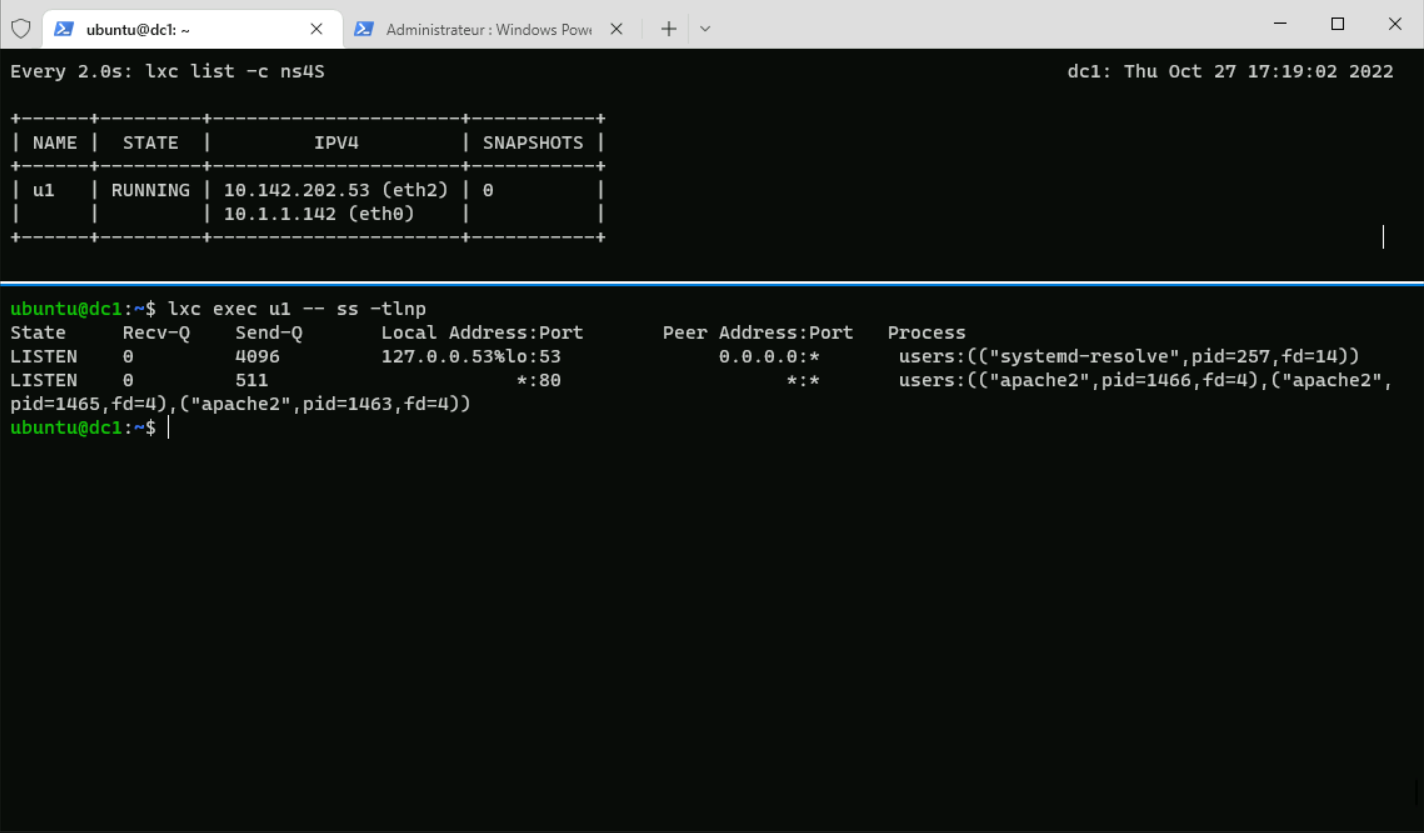 ubuntu@dc1: ~ Administrateur : Windows Powe
Every 2.0s: lxc list -c ns4S dc1: Thu Oct 27 17:19:02 2022
+------+---------+----------------------+-----------+
| NAME |  STATE  |         IPV4         | SNAPSHOTS |
+------+---------+----------------------+-----------+
| u1   | RUNNING | 10.142.202.53 (eth2) | 0         |
|      |         | 10.1.1.142 (eth0)    |           |
+------+---------+----------------------+-----------+
ubuntu@dc1:~$ lxc exec u1 -- ss -tlnp
State     Recv-Q    Send-Q       Local Address:Port       Peer Address:Port   Process
LISTEN    0         4096         127.0.0.53%lo:53              0.0.0.0:*       users:(("systemd-resolve",pid=257,fd=14))
LISTEN    0         511                      *:80                    *:*       users:(("apache2",pid=1466,fd=4),("apache2",
pid=1465,fd=4),("apache2",pid=1463,fd=4))
ubuntu@dc1:~$